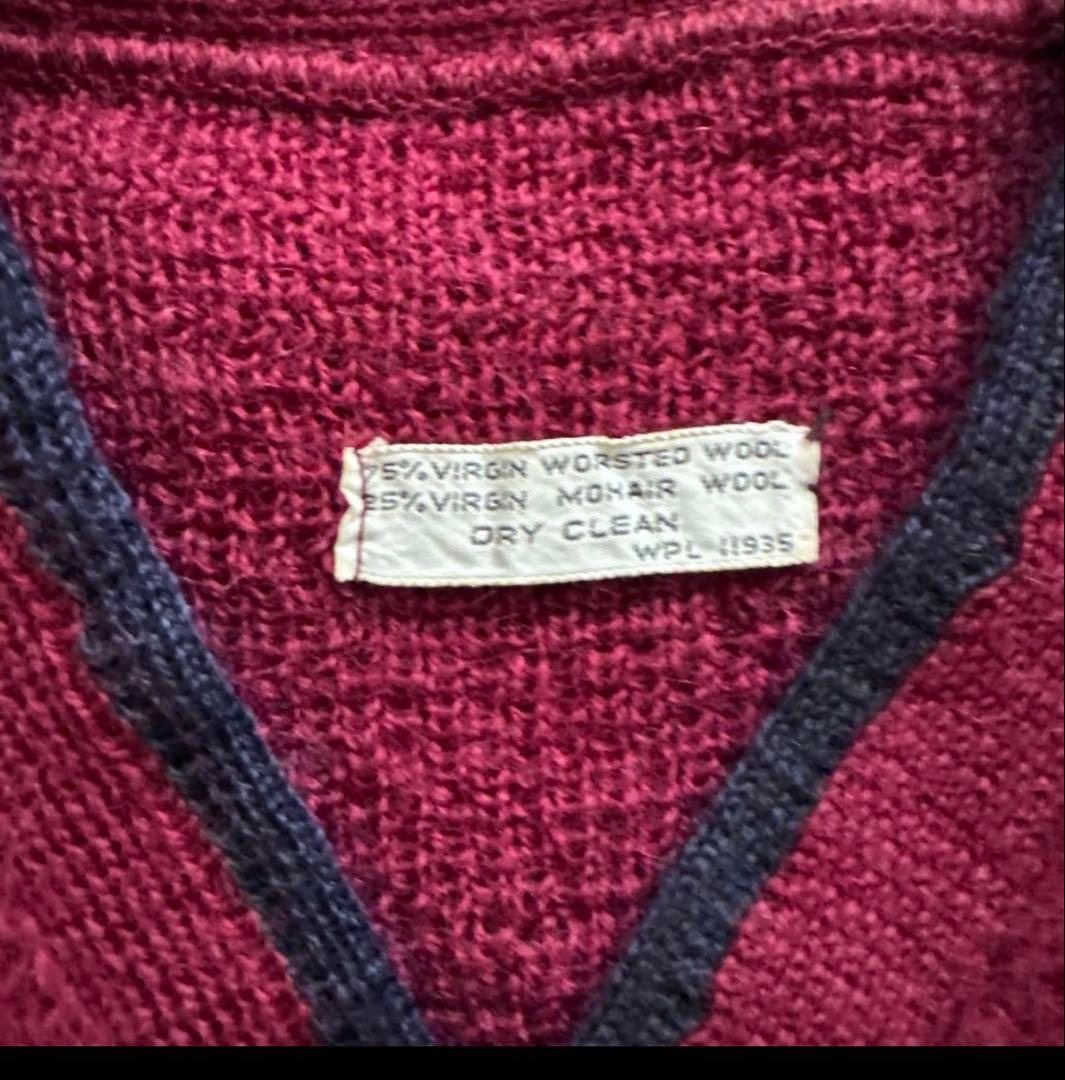 75% VIRGIN WORSTED WOOL
25% VIRGIN MOHAIR WOOL
DRY CLEAN
WPL 11935